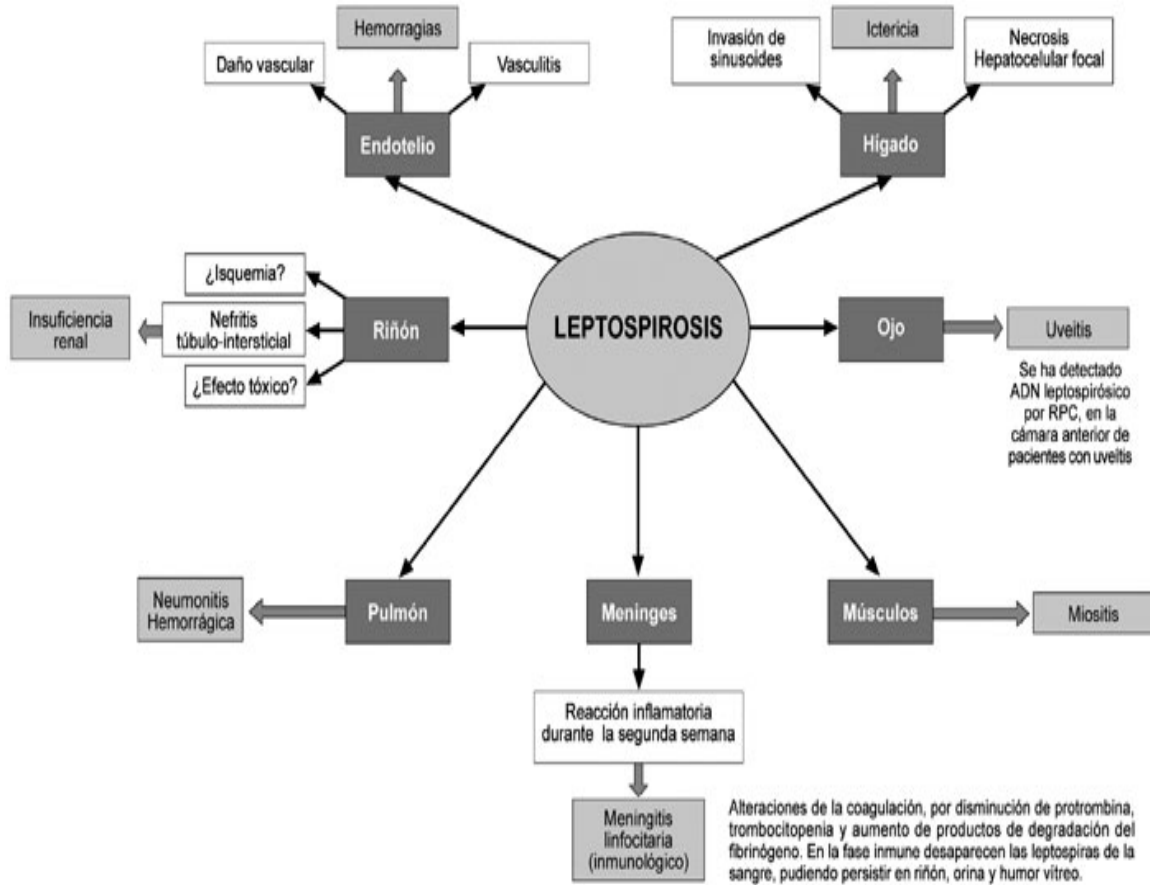 Hemorragias
Daño vascular
Vasculitis
Endotelio
Invasión de
sinusoides
Ictericia
Necrosis
Hepatocelular focal
Hígado
LEPTOSPIROSIS
¿Isquemia?
Insuficiencia
renal
Nefritis
túbulo-intersticial
Riñón
¿Efecto tóxico?
Ojo
Uveitis
Se ha detectado
ADN leptospirósico
por RPC, en la
cámara anterior de
pacientes con uveítis
Neumonitis
Hemorrágica
Pulmón
Meninges
Músculos
Miositis
Reacción inflamatoria
durante la segunda semana
Meningitis
linfocitaria
(inmunológico)
Alteraciones de la coagulación, por disminución de protrombina,
trombocitopenia y aumento de productos de degradación del
fibrinógeno. En la fase inmune desaparecen las leptospiras de la
sangre, pudiendo persistir en riñón, orina y humor vítreo.